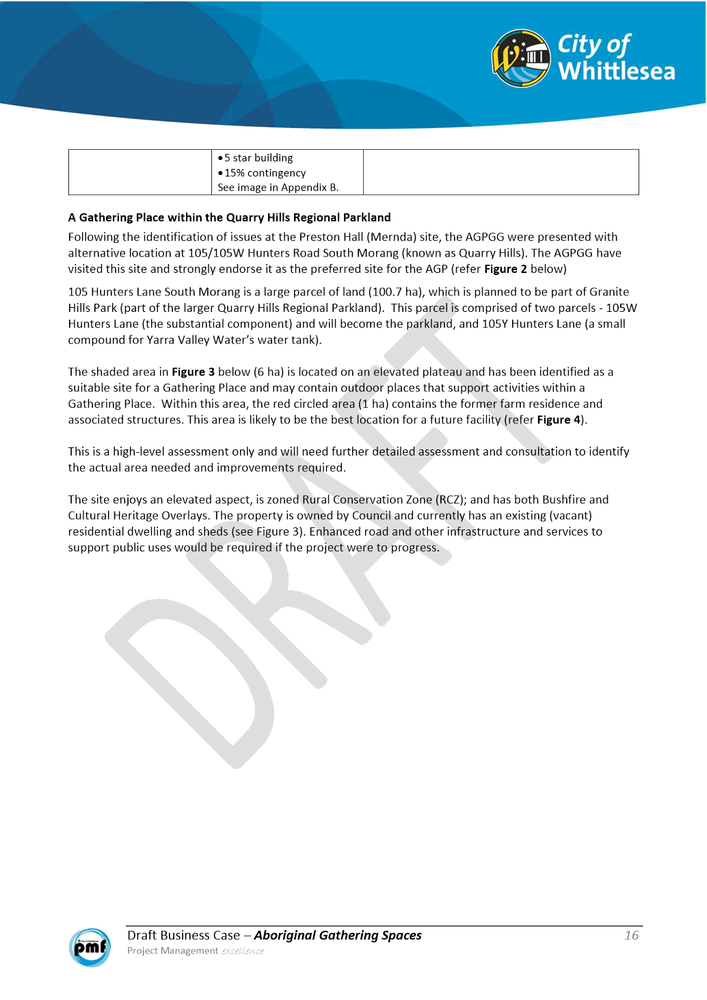 City of
Whittlesea
• 5 star building
• 15% contingency
See image in Appendix B.
A Gathering Place within the Quarry Hills Regional Parkland
Following the identification of issues at the Preston Hall (Mernda) site, the AGPGG were presented with
alternative location at 105/105W Hunters Road South Morang (known as Quarry Hills). The AGPGG have
visited this site and strongly endorse it as the preferred site for the AGP (refer Figure 2 below)
105 Hunters Lane South Morang is a large parcel of land (100.7 ha), which is planned to be part of Granite
Hills Park (part of the larger Quarry Hills Regional Parkland).  This parcel is comprised of two parcels - 105W
Hunters Lane (the substantial component) and will become the parkland, and 105Y Hunters Lane (a small
compound for Yarra Valley Water’s water tank).
The shaded area in Figure 3 below (6 ha) is located on an elevated plateau and has been identified as a
suitable site for a Gathering Place and may contain outdoor places that support activities within a
Gathering Place.  Within this area, the red circled area (1 ha) contains the former farm residence and
associated structures. This area is likely to be the best location for a future facility (refer Figure 4).
This is a high-level assessment only and will need further detailed assessment and consultation to identify
the actual area needed and improvements required.
The site enjoys an elevated aspect, is zoned Rural Conservation Zone (RCZ); and has both Bushfire and
Cultural Heritage Overlays. The property is owned by Council and currently has an existing (vacant)
residential dwelling and sheds (see Figure 3). Enhanced road and other infrastructure and services to
support public uses would be required if the project were to progress.
DRAFT
pmf
Draft Business Case – Aboriginal Gathering Spaces
16
Project Management excellence